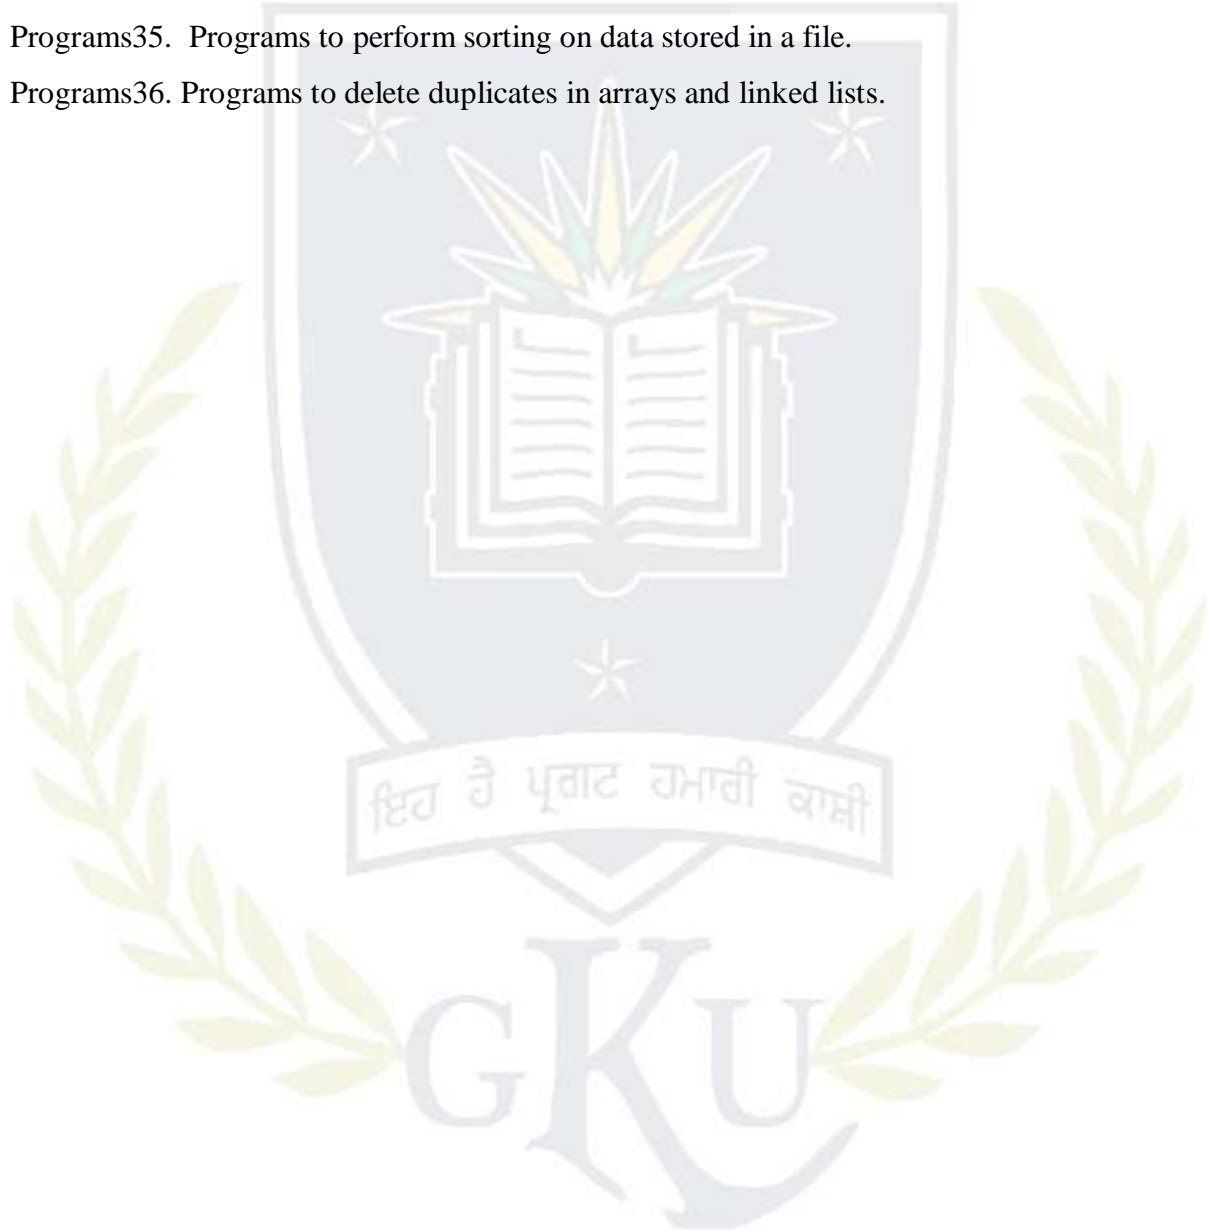 Programs35. Programs to perform sorting on data stored in a file.
Programs36. Programs to delete duplicates in arrays and linked lists.
ਇਹ ਹੈ ਪ੍ਰਗਟ ਹਮਾਰੀ ਕਾਸ਼ੀ
GKU